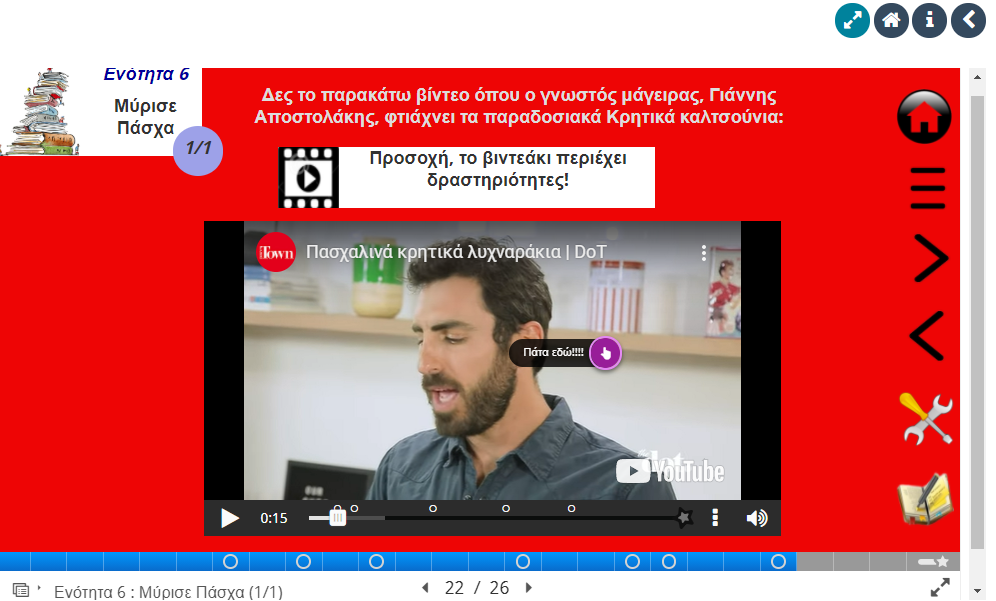 Ενότητα 6
Μύρισε
Πάσχα
1/1
Δες το παρακάτω βίντεο όπου ο γνωστός μάγειρας, Γιάννης
Αποστολάκης, φτιάχνει τα παραδοσιακά Κρητικά καλτσούνια:
Προσοχή, το βιντεάκι περιέχει
δραστηριότητες!
Town
Πασχαλινά κρητικά λυχναράκια | DoT
Πάτα εδώ!!!!
dot
YouTube
0:15
Ενότητα 6 : Μύρισε Πάσχα (1/1)
22 / 26